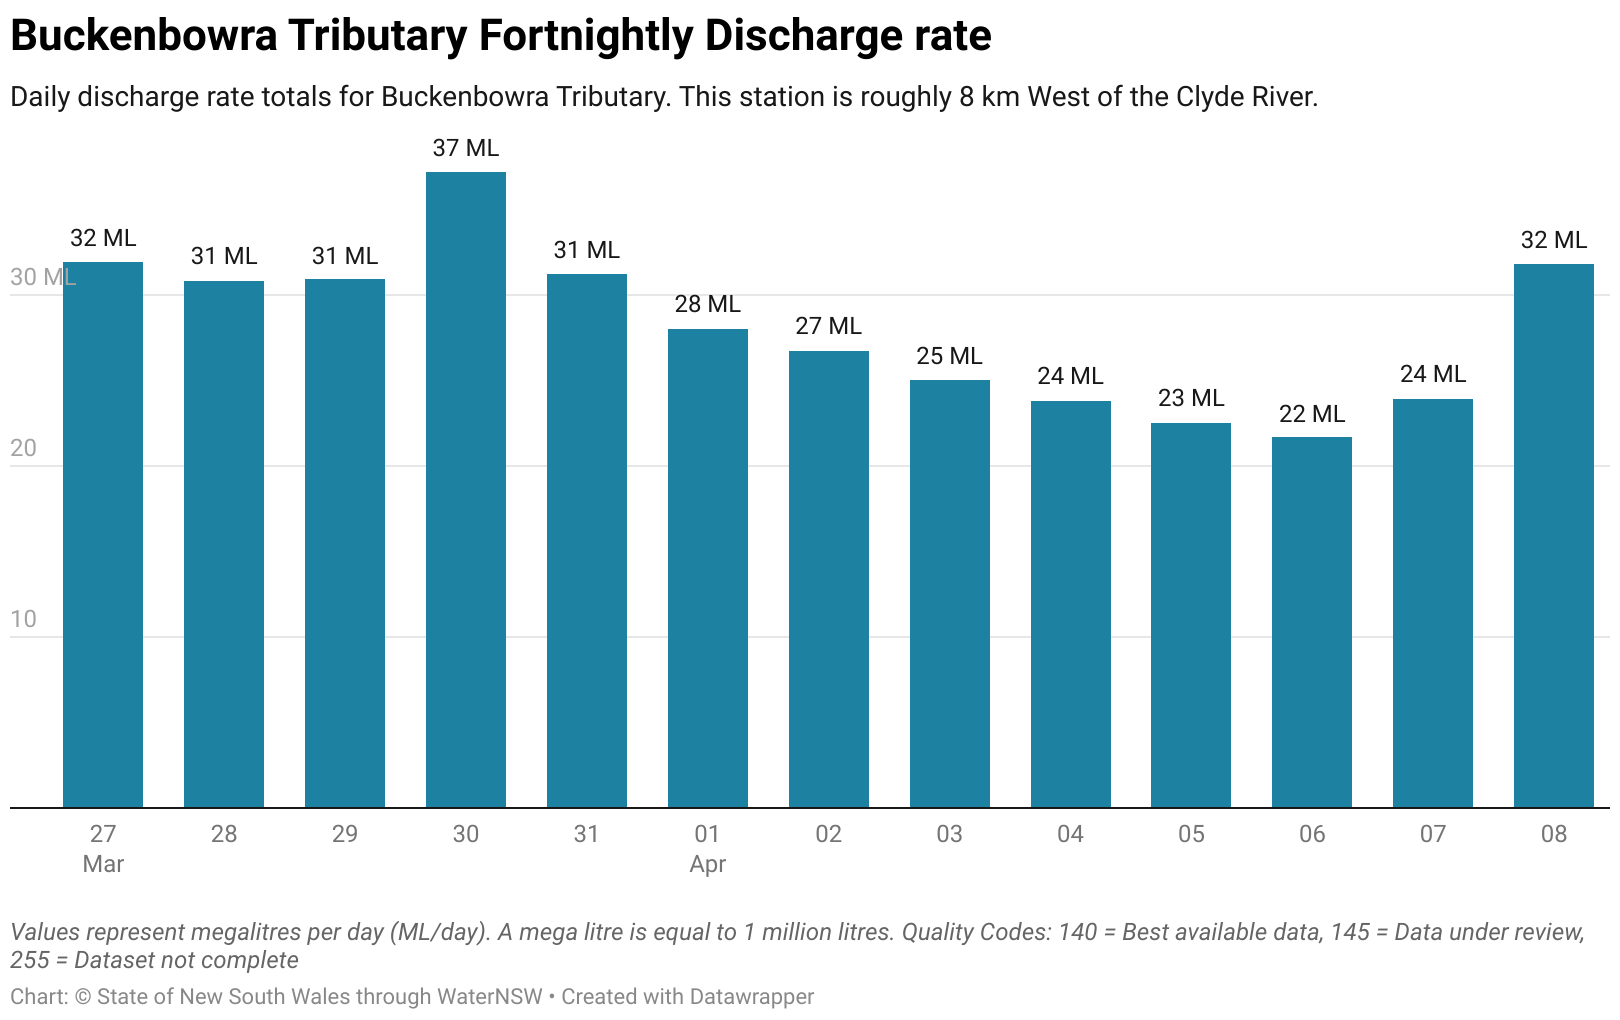 Buckenbowra Tributary Fortnightly Discharge rate
Daily discharge rate totals for Buckenbowra Tributary. This station is roughly 8 km West of the Clyde River.
37 ML
32 ML
31 ML
31 ML
31 ML
28 ML
27 ML
25 ML
24 ML
23 ML
22 ML
24 ML
32 ML
30 ML
20
10
27 28 29 30 31 01 02 03 04 05 06 07 08
Mar Apr
Values represent megalitres per day (ML/day). A mega litre is equal to 1 million litres. Quality Codes: 140 = Best available data, 145 = Data under review,
255 = Dataset not complete
Chart: © State of New South Wales through WaterNSW • Created with Datawrapper